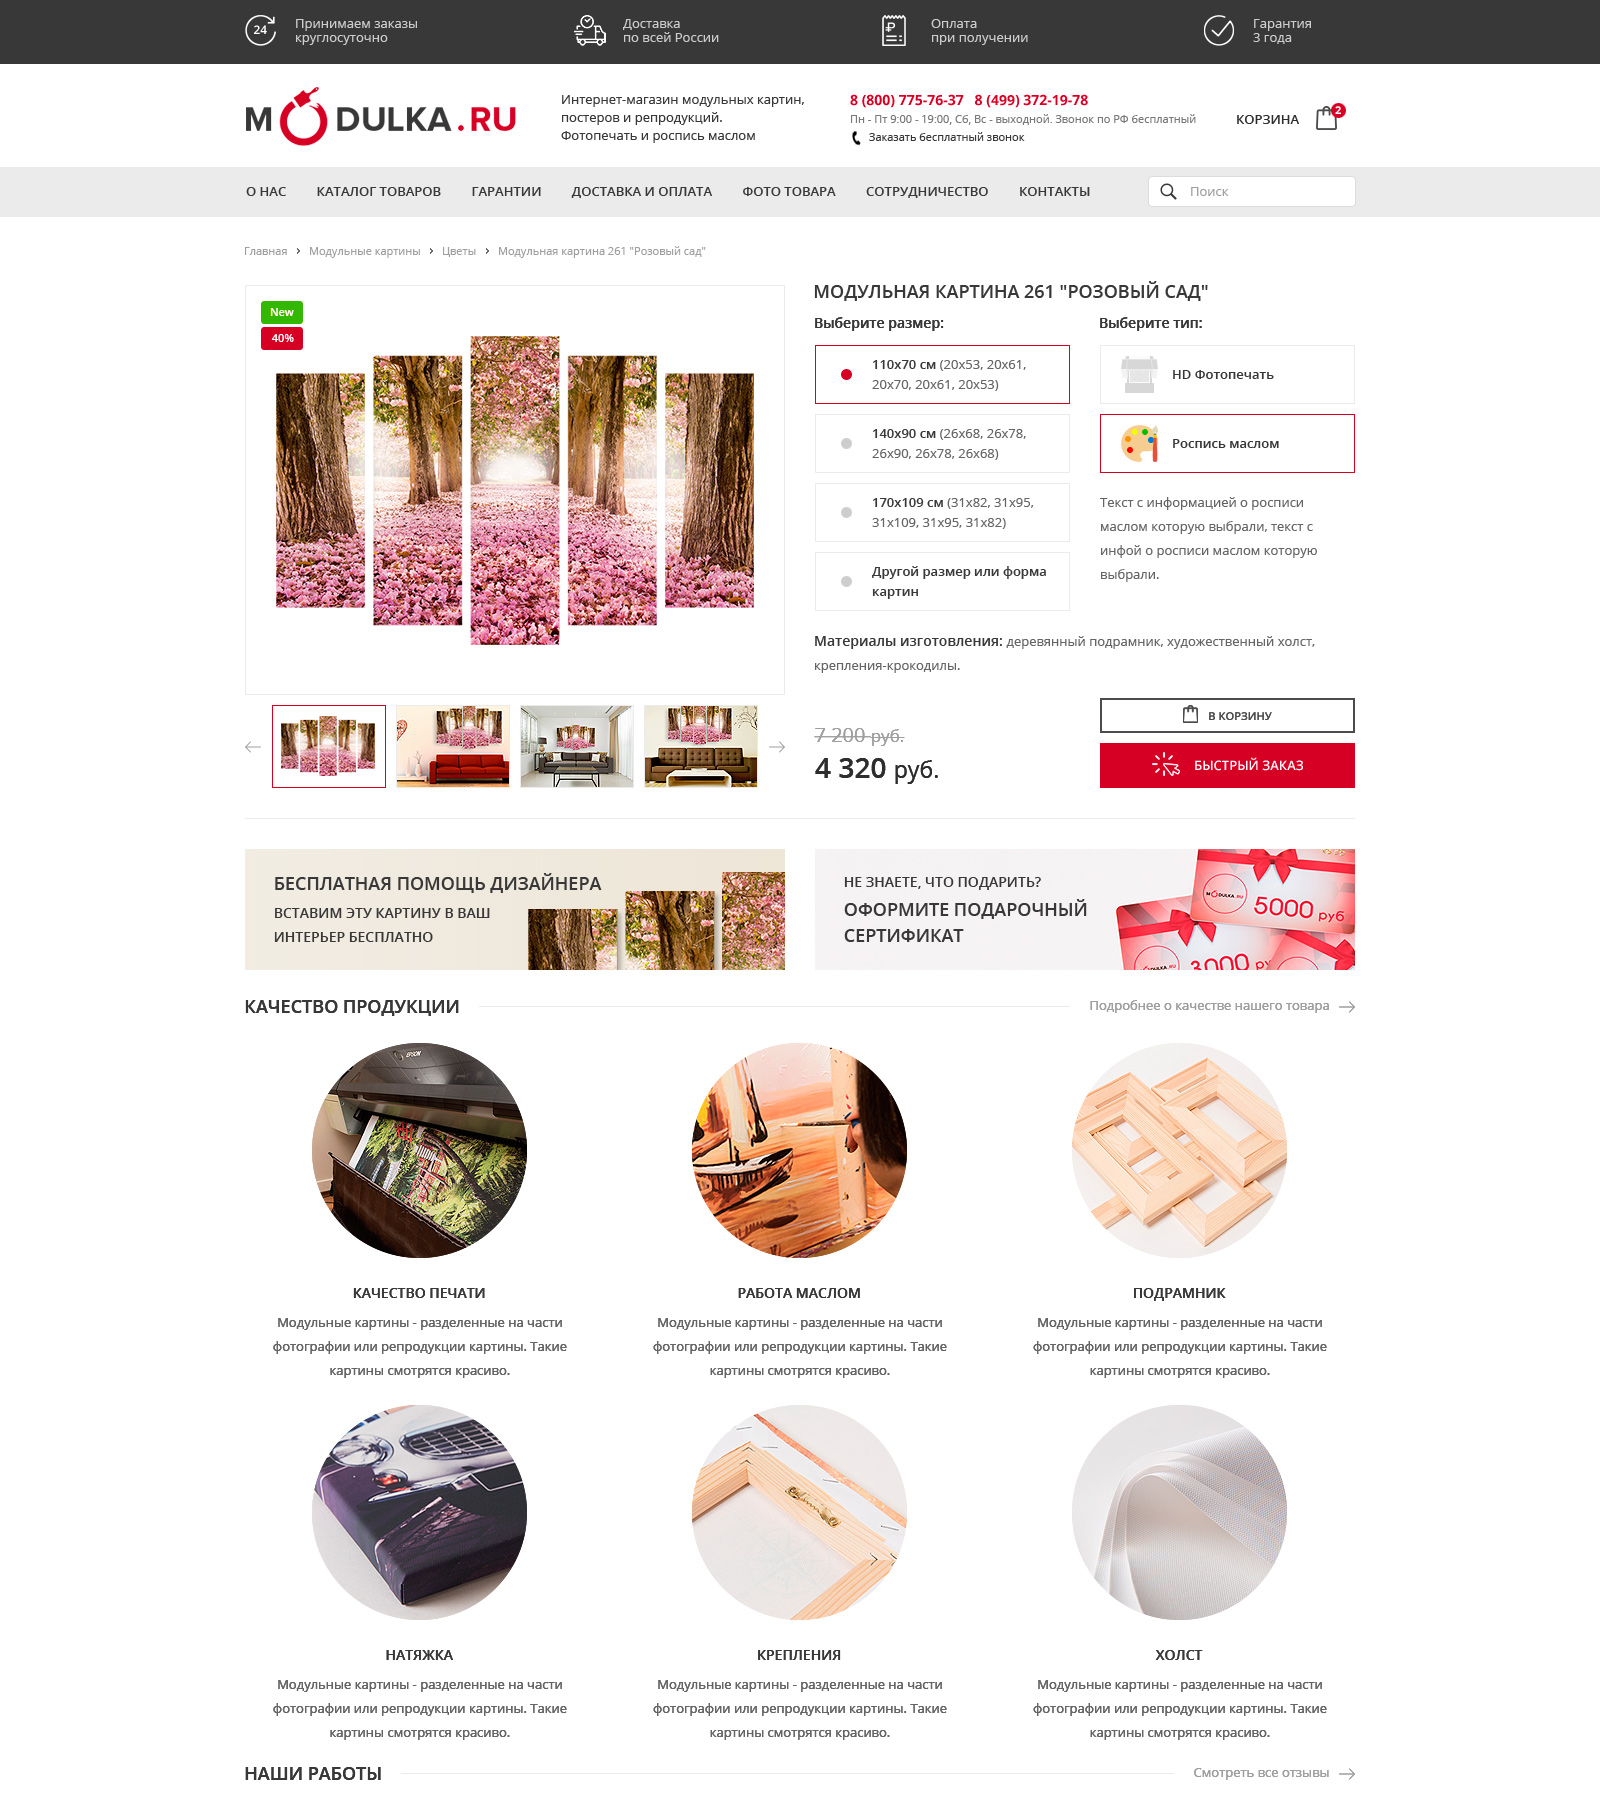 24
Принимаем заказы
круглосуточно
Доставка
по всей России
Оплата
при получении
Гарантия
3 года
MODULKA.RU
Интернет-магазин модульных картин,
постеров и репродукций.
Фотопечать и роспись маслом
8 (800) 775-76-37 8 (499) 372-19-78
Пн - Пт 9:00 - 19:00, Сб, Вс - выходной. Звонок по РФ бесплатный
Заказать бесплатный звонок
КОРЗИНА
2
О НАС КАТАЛОГ ТОВАРОВ ГАРАНТИИ ДОСТАВКА И ОПЛАТА ФОТО ТОВАРА СОТРУДНИЧЕСТВО КОНТАКТЫ
Поиск
Главная › Модульные картины › Цветы › Модульная картина 261 "Розовый сад"
New
40%
МОДУЛЬНАЯ КАРТИНА 261 "РОЗОВЫЙ САД"
Выберите размер:
110x70 см (20x53, 20x61,
20x70, 20x61, 20x53)
140x90 см (26x68, 26x78,
26x90, 26x78, 26x68)
170x109 см (31x82, 31x95,
31x109, 31x95, 31x82)
Другой размер или форма
картин
Выберите тип:
HD Фотопечать
Роспись маслом
Текст с информацией о росписи
маслом которую выбрали, текст с
инфой о росписи маслом которую
выбрали.
Материалы изготовления: деревянный подрамник, художественный холст,
крепления-крокодилы.
7 200 руб.
4 320 руб.
В КОРЗИНУ
БЫСТРЫЙ ЗАКАЗ
БЕСПЛАТНАЯ ПОМОЩЬ ДИЗАЙНЕРА
ВСТАВИМ ЭТУ КАРТИНУ В ВАШ
ИНТЕРЬЕР БЕСПЛАТНО
НЕ ЗНАЕТЕ, ЧТО ПОДАРИТЬ?
ОФОРМИТЕ ПОДАРОЧНЫЙ
СЕРТИФИКАТ
MODULKA.RU
5000 руб
DULKA.RU
3000 ру
КАЧЕСТВО ПРОДУКЦИИ
Подробнее о качестве нашего товара
EPSON
КАЧЕСТВО ПЕЧАТИ
Модульные картины - разделенные на части
фотографии или репродукции картины. Такие
картины смотрятся красиво.
РАБОТА МАСЛОМ
Модульные картины - разделенные на части
фотографии или репродукции картины. Такие
картины смотрятся красиво.
ПОДРАМНИК
Модульные картины - разделенные на части
фотографии или репродукции картины. Такие
картины смотрятся красиво.
НАТЯЖКА
Модульные картины - разделенные на части
фотографии или репродукции картины. Такие
картины смотрятся красиво.
КРЕПЛЕНИЯ
Модульные картины - разделенные на части
фотографии или репродукции картины. Такие
картины смотрятся красиво.
ХОЛСТ
Модульные картины - разделенные на части
фотографии или репродукции картины. Такие
картины смотрятся красиво.
НАШИ РАБОТЫ
Смотреть все отзывы